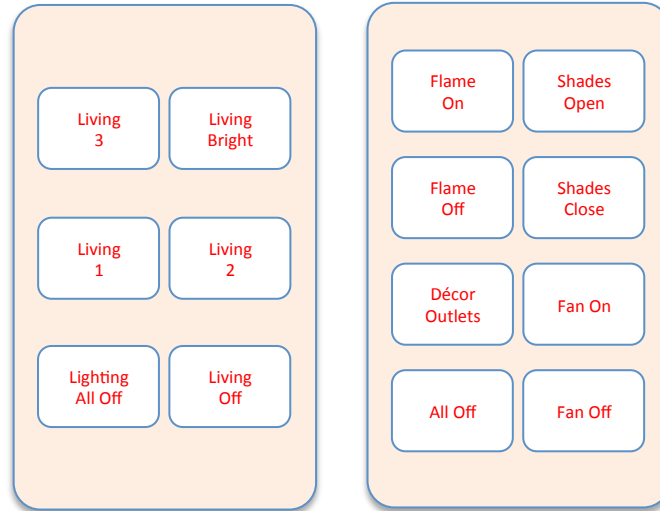 Living
3
Living
Bright
Living
1
Living
2
Lighting
All Off
Living
Off
Flame
On
Shades
Open
Flame
Off
Shades
Close
Décor
Outlets
Fan On
All Off
Fan Off